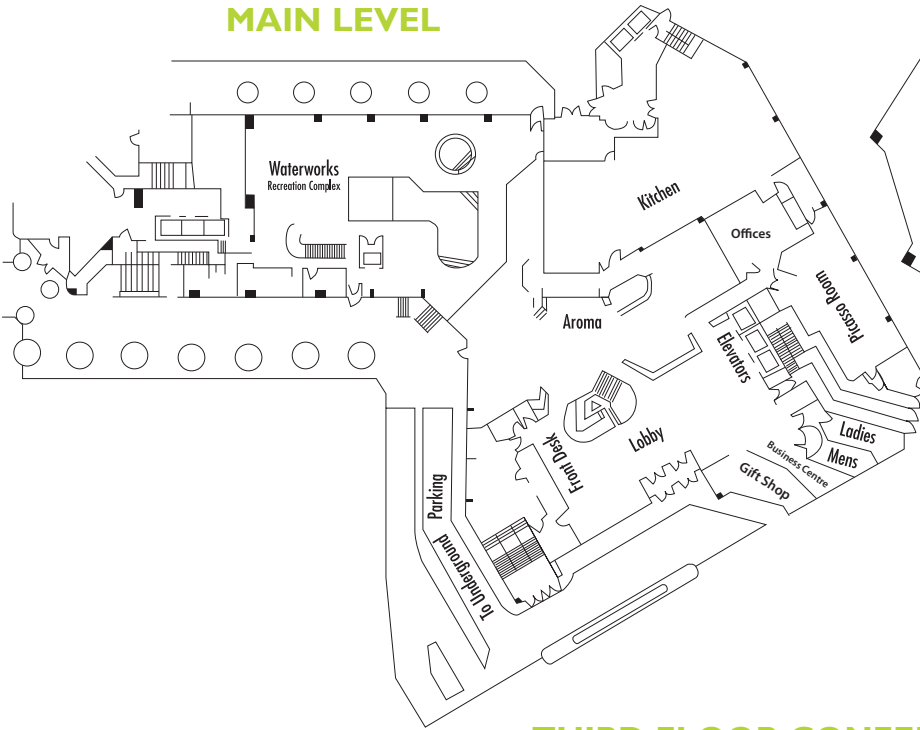 MAIN LEVEL
Waterworks
Recreation Complex
Kitchen
Offices
Picasso Room
Aroma
Elevators
Ladies
Mens
Business Centre
Gift Shop
Lobby
Front Desk
Parking
To Underground